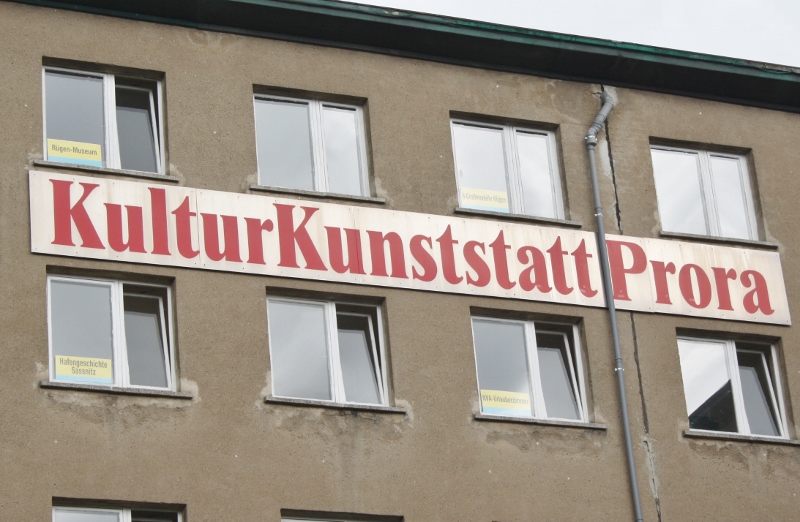 Rügen-Museum
KulturKunststatt Prora
Hafengeschichte
Sassnitz